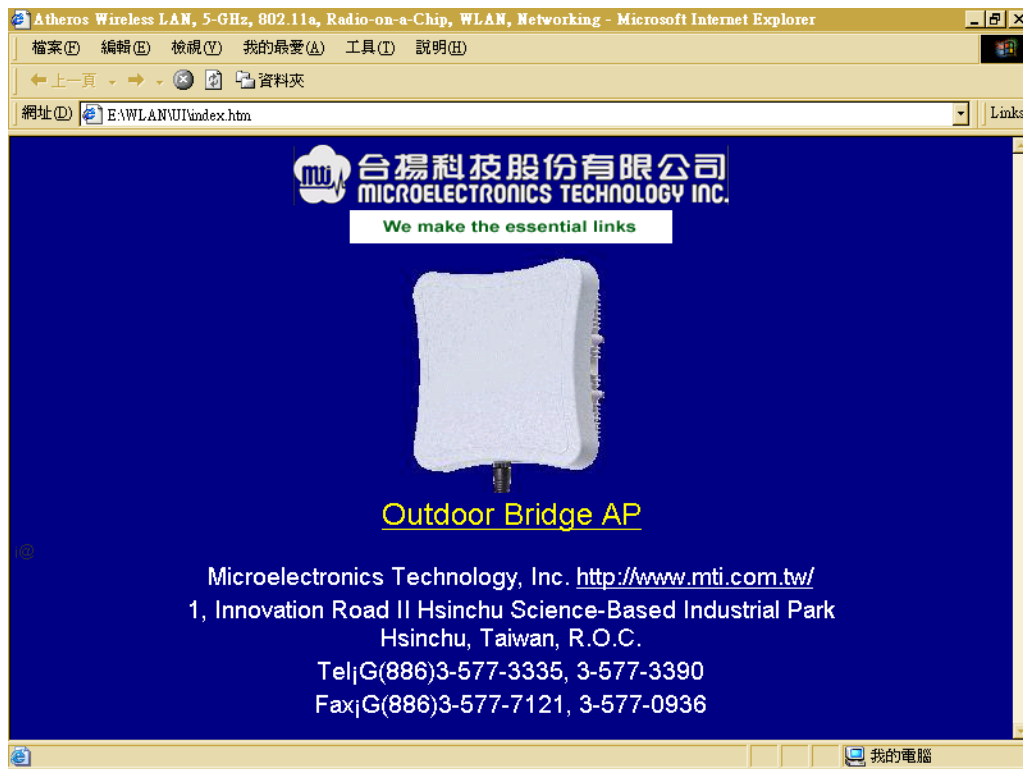 Atheros Wireless LAN, 5-GHz, 802.11a, Radio-on-a-Chip, WLAN, Networking - Microsoft Internet Explorer
檔案(F) 編輯(E) 檢視(V) 我的最愛(A) 工具(T) 説明(H)
上一頁 資料夾
網址(D) E:\WLAN\UI\index.htm Links
mti 台揚科技股份有限公司
MICROELECTRONICS TECHNOLOGY INC.
We make the essential links
Outdoor Bridge AP
¡@
Microelectronics Technology, Inc. http://www.mti.com.tw/
1, Innovation Road II Hsinchu Science-Based Industrial Park
Hsinchu, Taiwan, R.O.C.
Tel¡G(886)3-577-3335, 3-577-3390
Fax¡G(886)3-577-7121, 3-577-0936
我的電腦